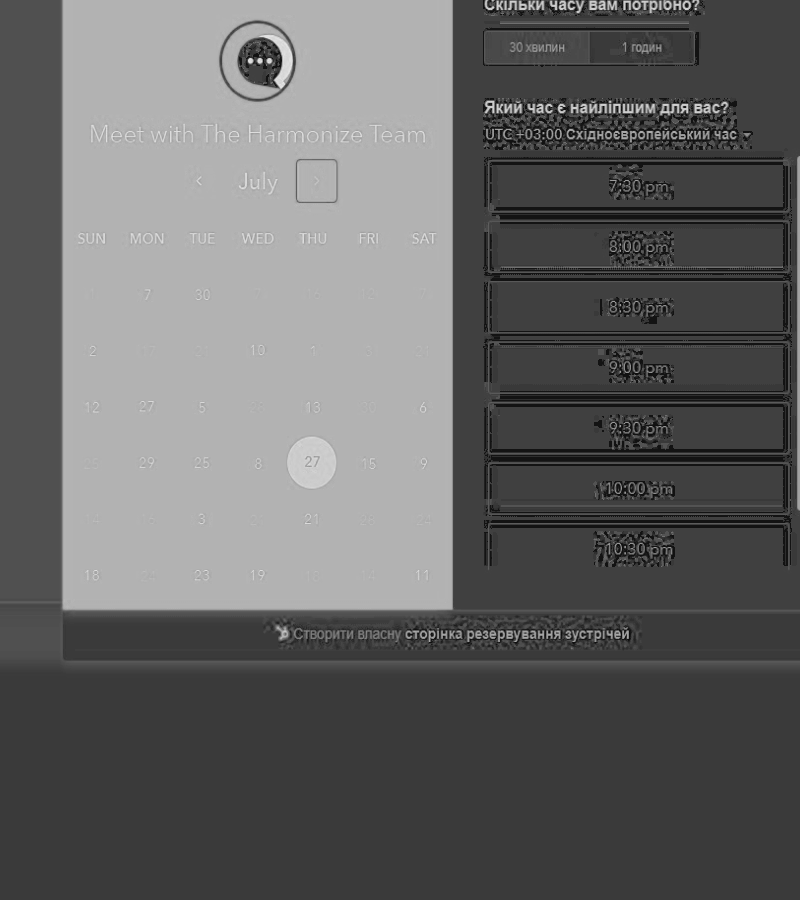 Meet with The Harmonize Team
July
SUN MON TUE WED THU FRI SAT
7 30
2 10 1
12 27 5 13 6
29 25 8 27 15 9
3 21
18 23 19 11
Скільки часу вам потрібно?
30 хвилин 1 годин
Який час є найліпшим для вас?
UTC +03:00 Східноєвропейський час
7:30 pm
8:00 pm
8:30 pm
9:00 pm
9:30 pm
10:00 pm
10:30 pm
Створити власну сторінка резервування зустрічей